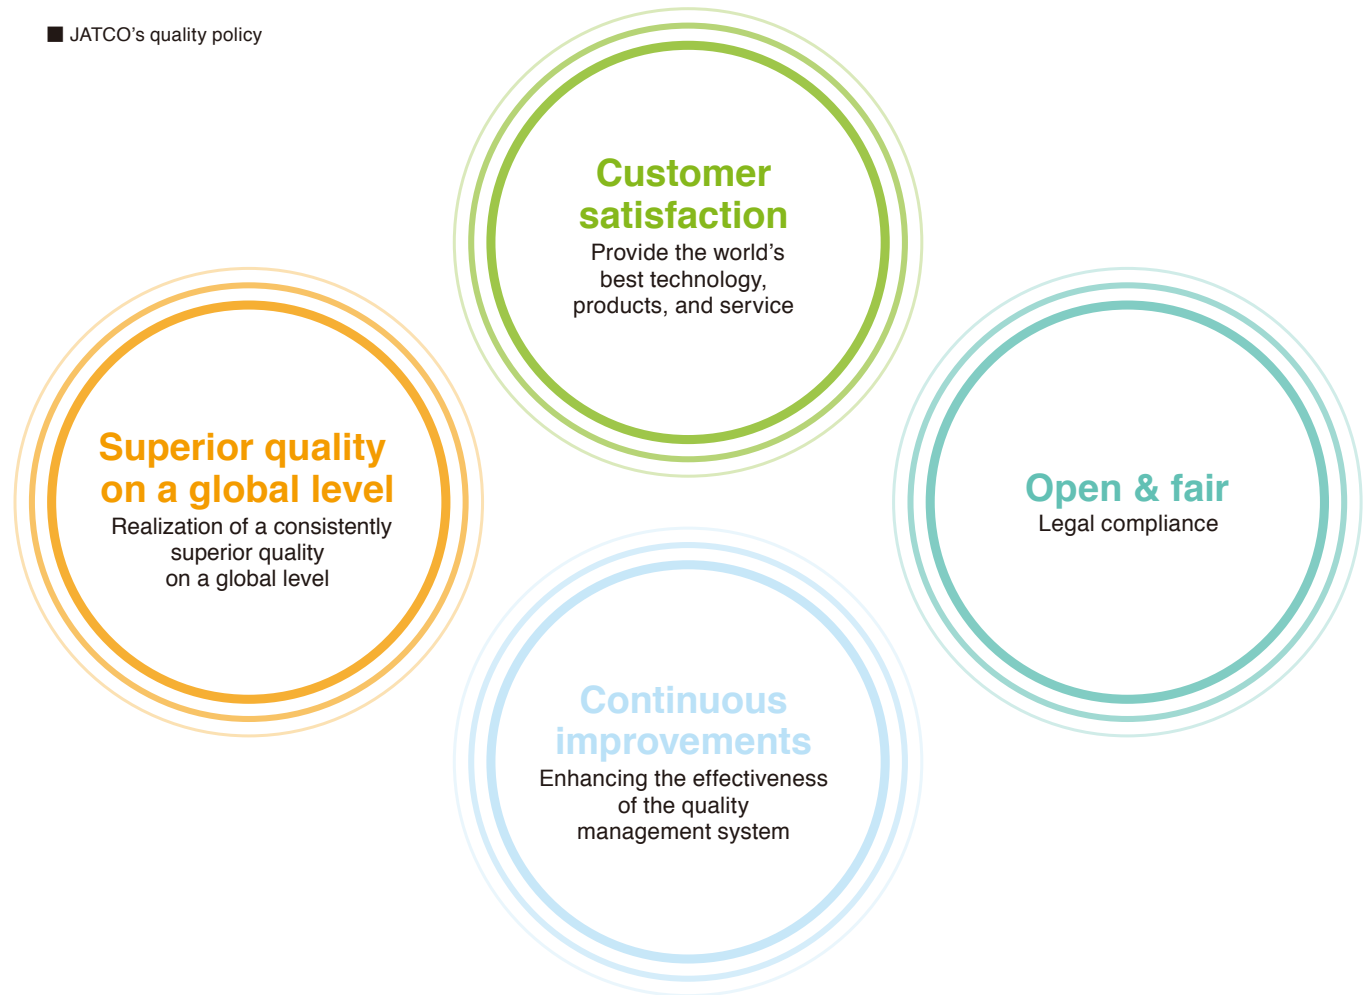 ■ JATCO’s quality policy
Customer
satisfaction
Provide the world’s
best technology,
products, and service
Superior quality
on a global level
Realization of a consistently
superior quality
on a global level
Open & fair
Legal compliance
Continuous
improvements
Enhancing the effectiveness
of the quality
management system